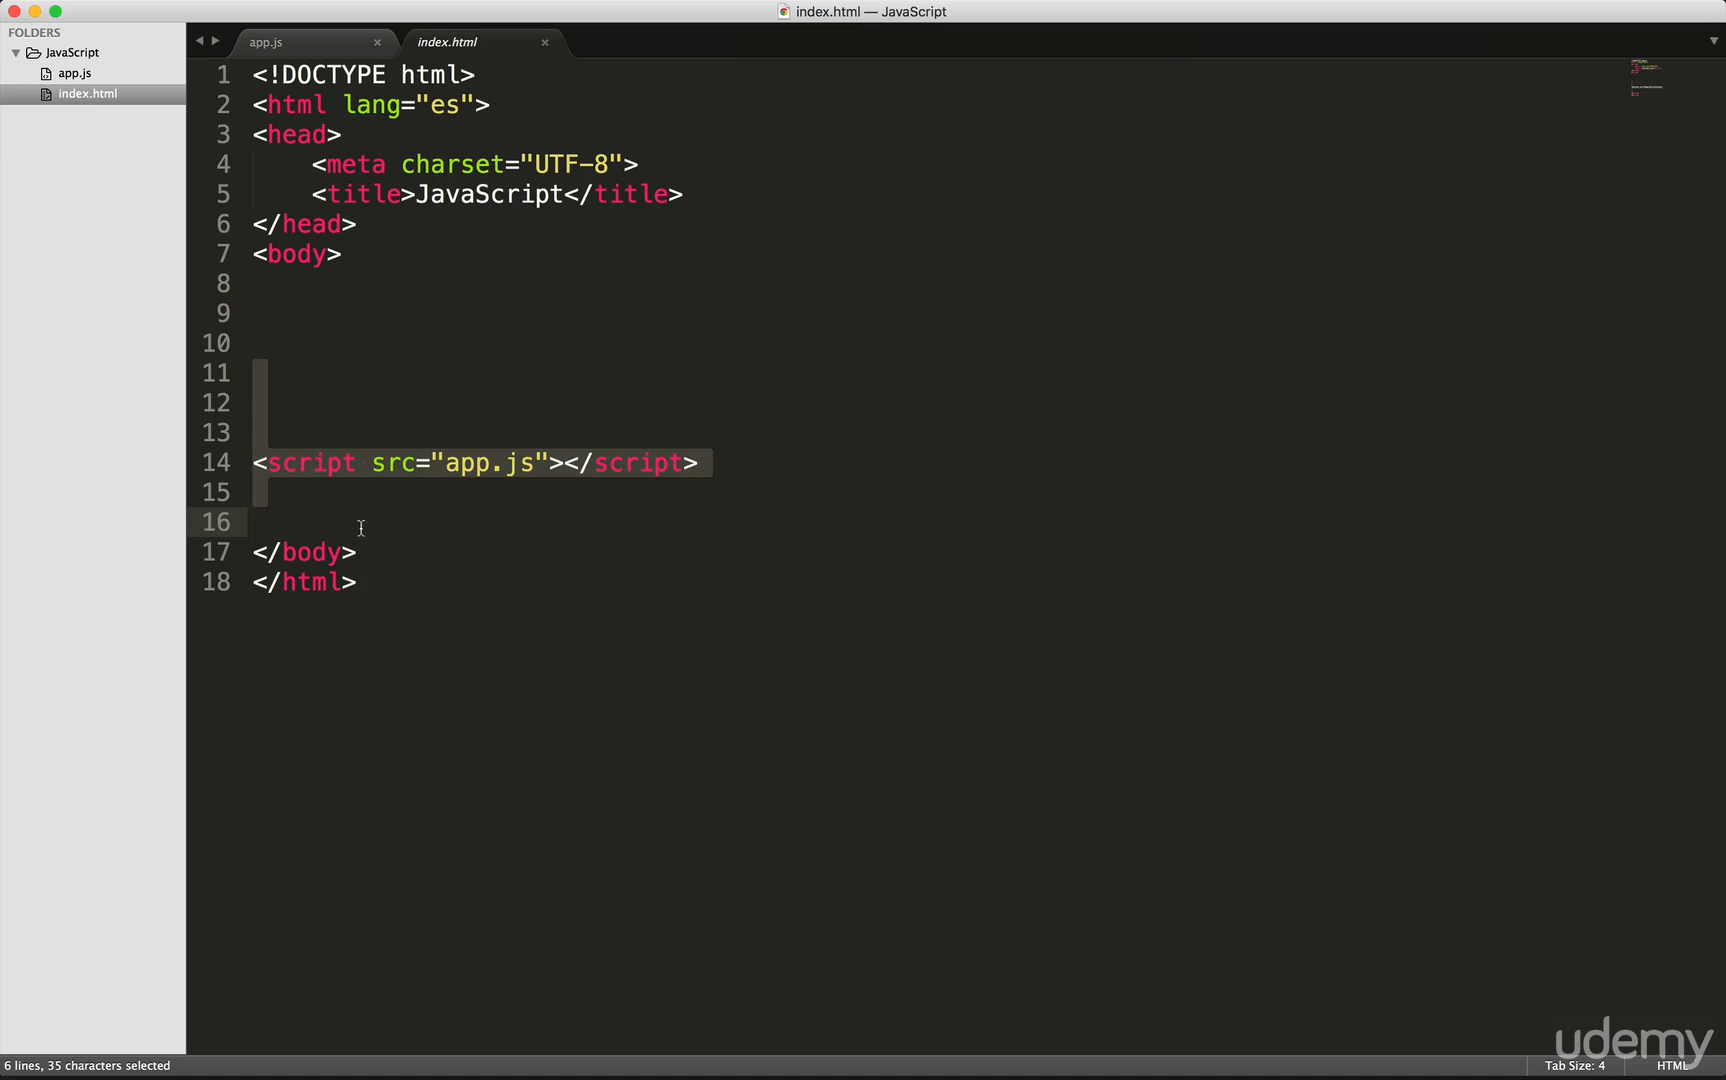 index.html — JavaScript
FOLDERS
JavaScript
app.js
index.html
app.js
index.html
1 <!DOCTYPE html>
2 <html lang="es">
3 <head>
4 <meta charset="UTF-8">
5 <title>JavaScript</title>
6 </head>
7 <body>
8
9
10
11
12
13
14 <script src="app.js"></script>
15
16
17 </body>
18 </html>
udemy
6 lines, 35 characters selected
Tab Size: 4
HTML